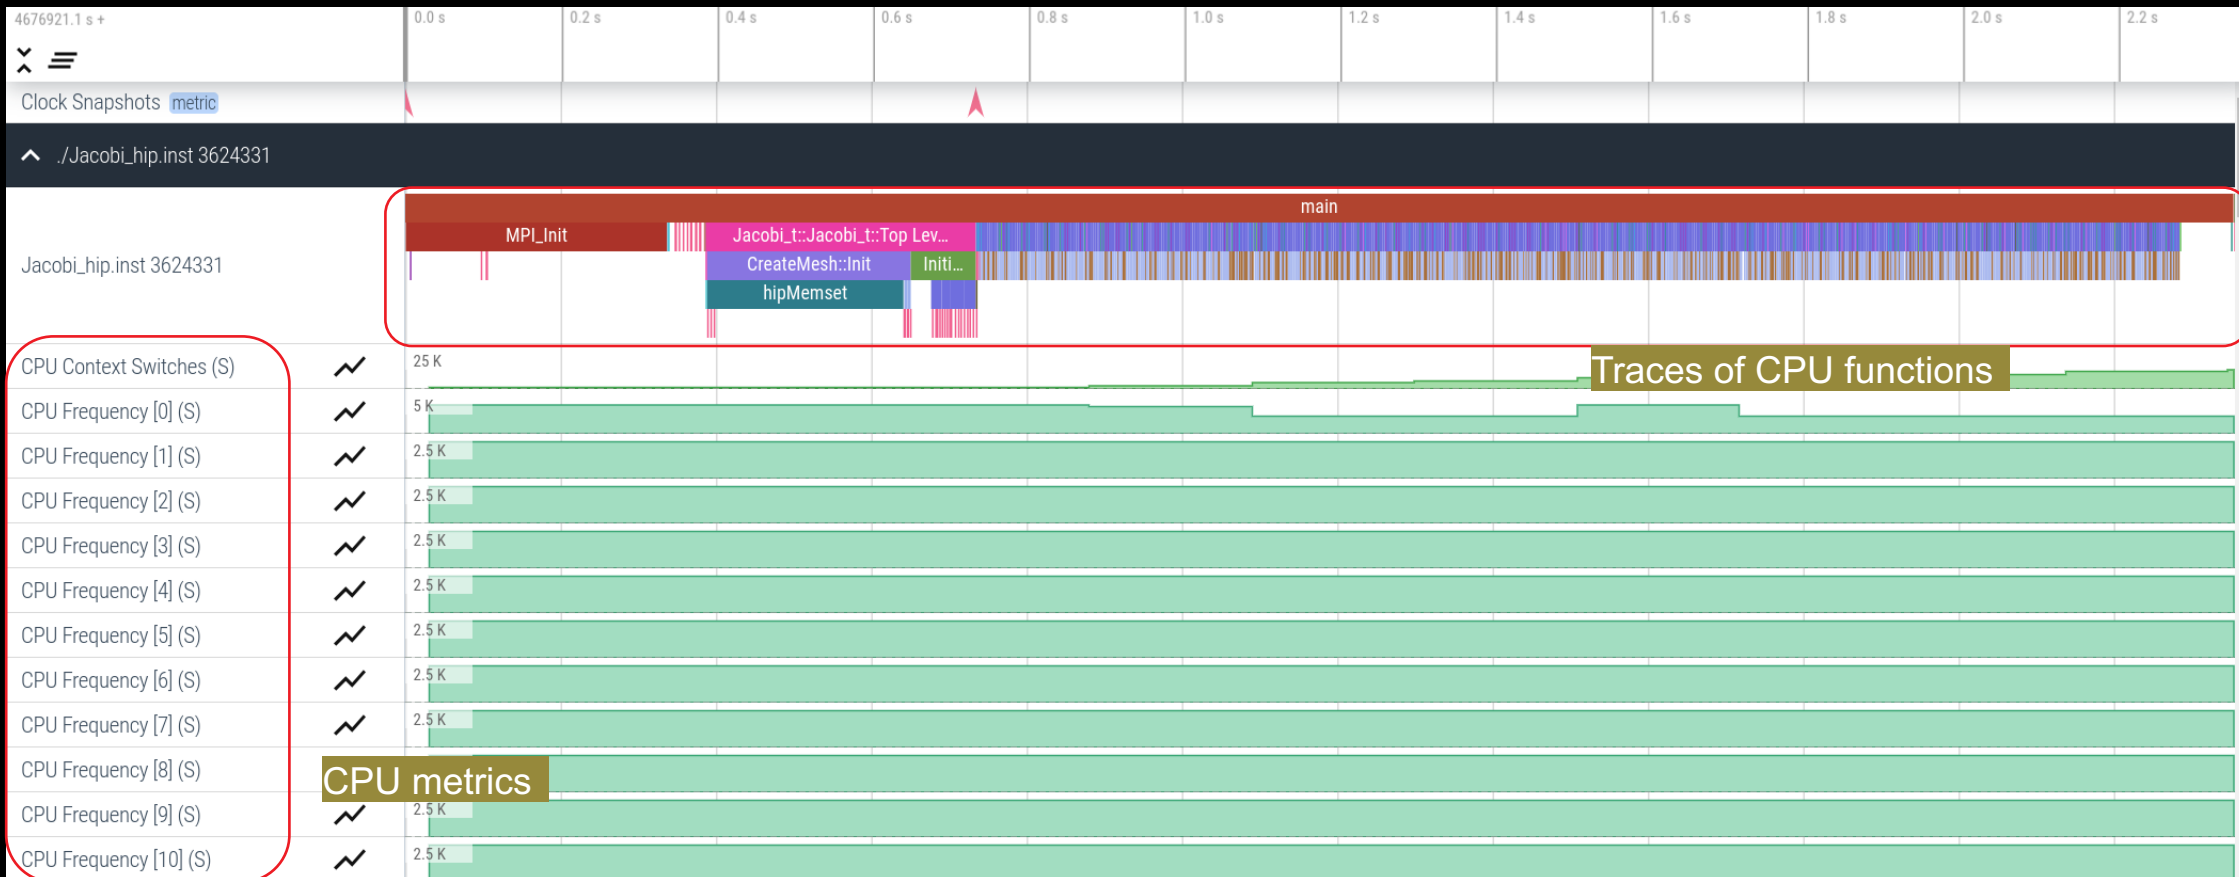 4676921.1 s +
0.0 s 0.2 s 0.4 s 0.6 s 0.8 s 1.0 s 1.2 s 1.4 s 1.6 s 1.8 s 2.0 s 2.2 s
Clock Snapshots metric
./Jacobi_hip.inst 3624331
main
MPI_Init Jacobi_t::Jacobi_t::Top Lev...
Jacobi_hip.inst 3624331 CreateMesh::Init Initi...
hipMemset
CPU Context Switches (S) 25 K
Traces of CPU functions
CPU Frequency [0] (S) 5 K
CPU Frequency [1] (S) 2.5 K
CPU Frequency [2] (S) 2.5 K
CPU Frequency [3] (S) 2.5 K
CPU Frequency [4] (S) 2.5 K
CPU Frequency [5] (S) 2.5 K
CPU Frequency [6] (S) 2.5 K
CPU Frequency [7] (S) 2.5 K
CPU Frequency [8] (S)
CPU metrics
CPU Frequency [9] (S) 2.5 K
CPU Frequency [10] (S) 2.5 K